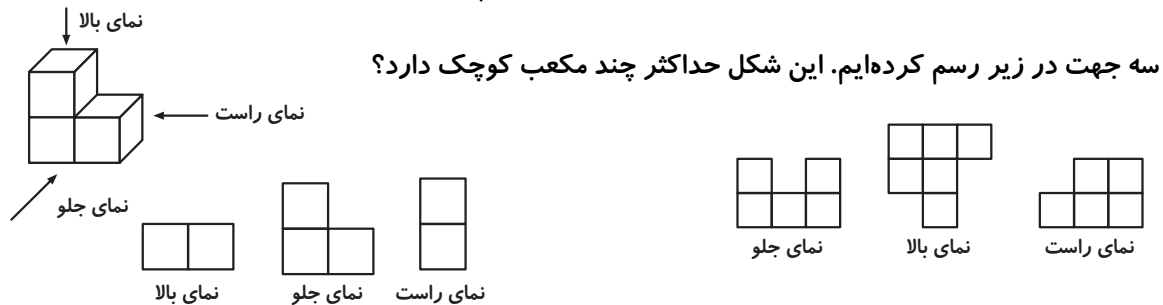 نمای بالا
سه جهت در زیر رسم کرده‌ایم. این شکل حداکثر چند مکعب کوچک دارد؟
نمای راست
نمای جلو
نمای راست
نمای بالا
نمای جلو
نمای راست
نمای جلو
نمای بالا